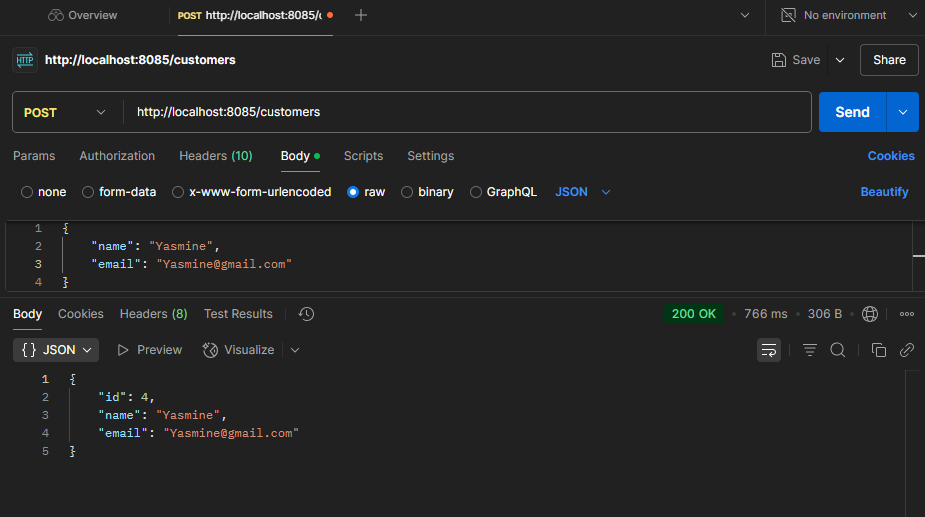 Overview POST http://localhost:8085/ No environment
HTTP http://localhost:8085/customers Save Share
POST http://localhost:8085/customers Send
Params Authorization Headers (10) Body Scripts Settings Cookies
none form-data x-www-form-urlencoded raw binary GraphQL JSON Beautify
1 {
2 "name": "Yasmine",
3 "email": "Yasmine@gmail.com"
4 }
Body Cookies Headers (8) Test Results 200 OK • 766 ms • 306 B •
{} JSON Preview Visualize
1 {
2 "id": 4,
3 "name": "Yasmine",
4 "email": "Yasmine@gmail.com"
5 }